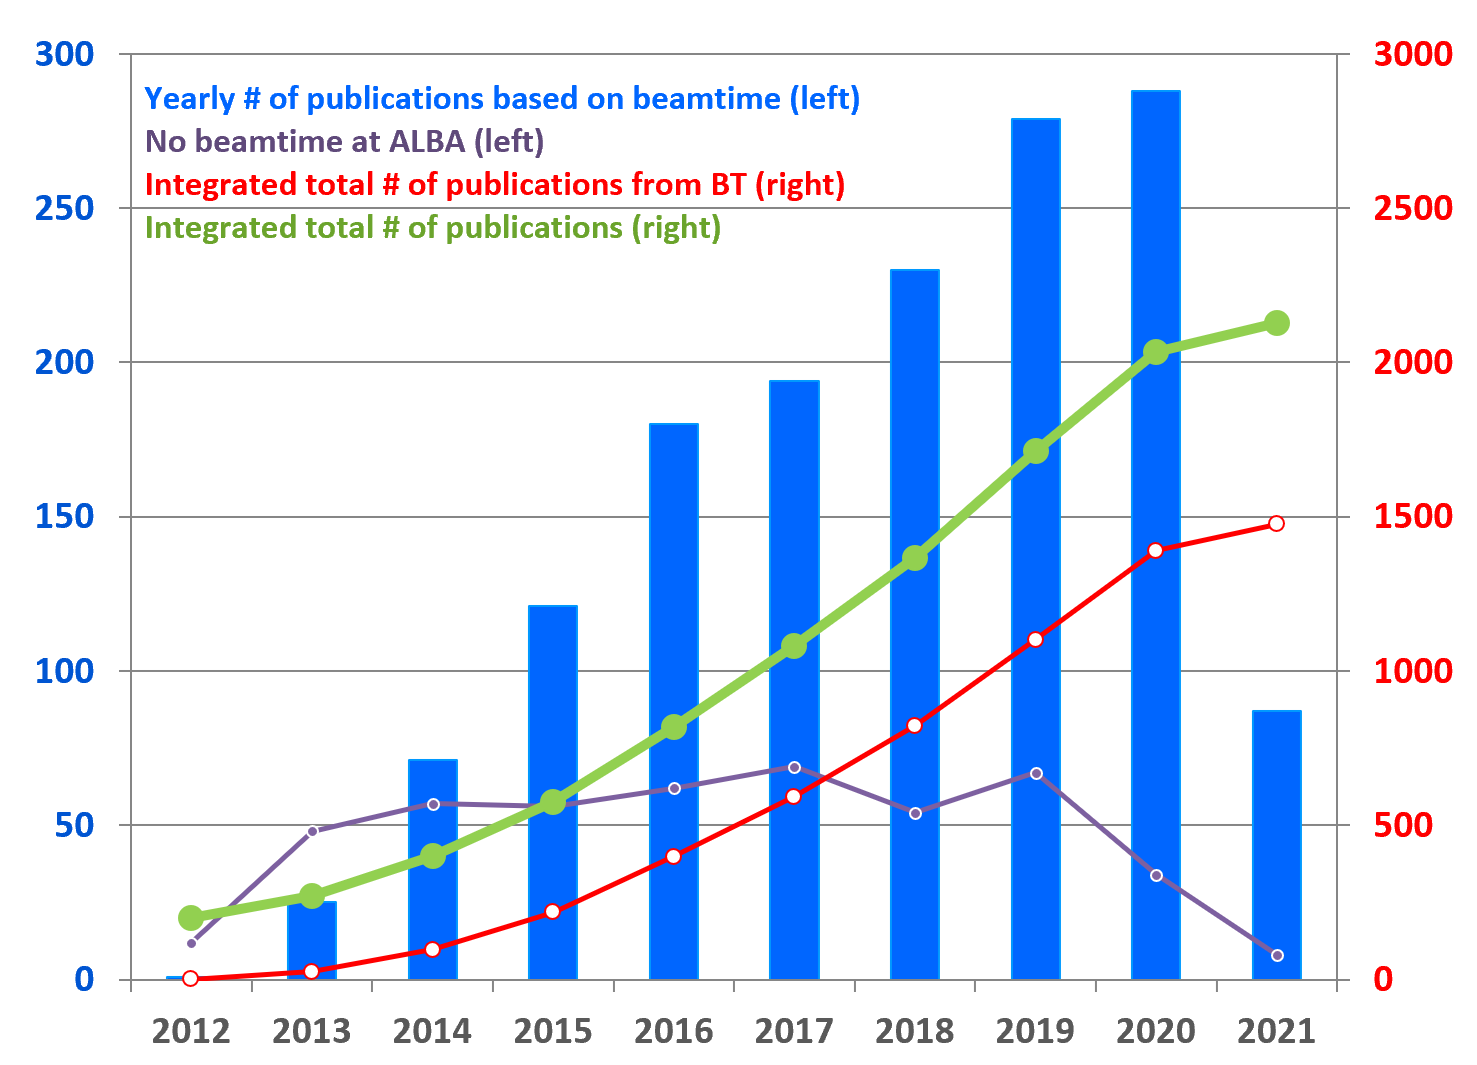 300 3000
Yearly # of publications based on beamtime (left)
No beamtime at ALBA (left)
Integrated total # of publications from BT (right)
250 2500
Integrated total # of publications (right)
200 2000
150 1500
100 1000
50 500
0 0
2012 2013 2014 2015 2016 2017 2018 2019 2020 2021